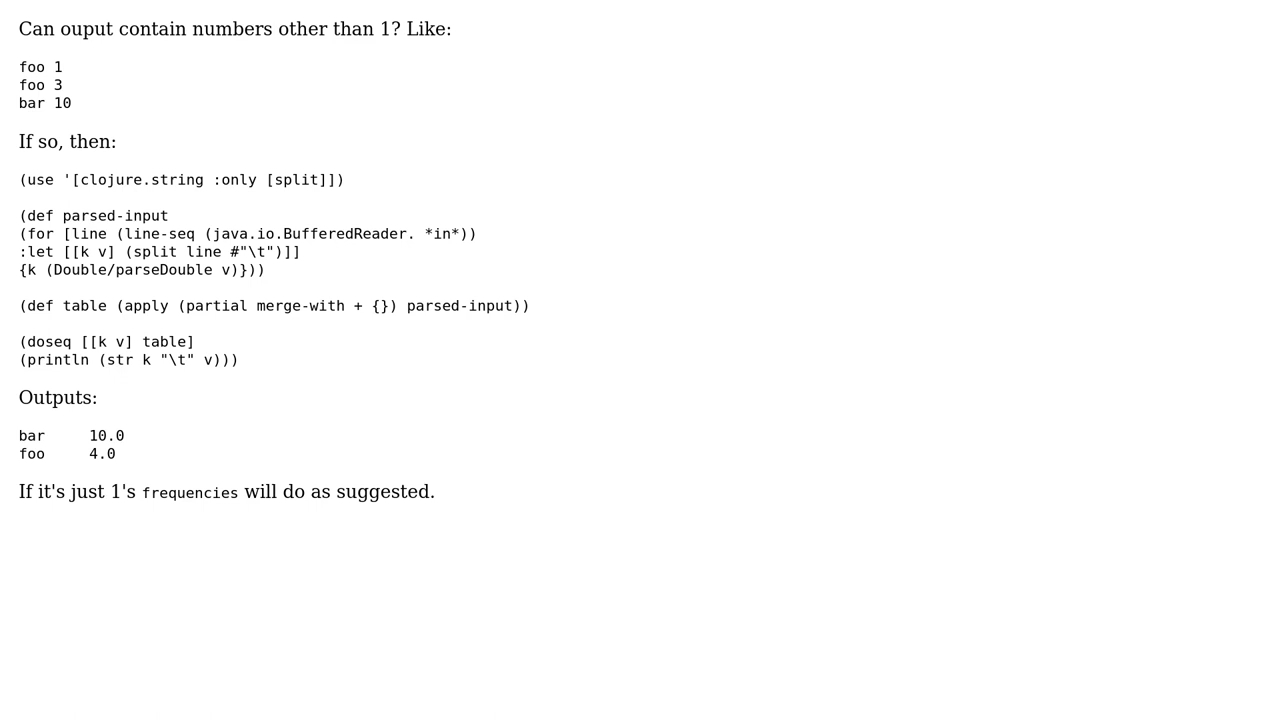 Can ouput contain numbers other than 1? Like:
foo 1
foo 3
bar 10
If so, then:
(use '[clojure.string :only [split]])
(def parsed-input
(for [line (line-seq (java.io.BufferedReader. *in*))
:let [[k v] (split line #"\t")]]
{k (Double/parseDouble v)}))
(def table (apply (partial merge-with + {}) parsed-input))
(doseq [[k v] table]
(println (str k "\t" v)))
Outputs:
bar     10.0
foo     4.0
If it's just 1's frequencies will do as suggested.